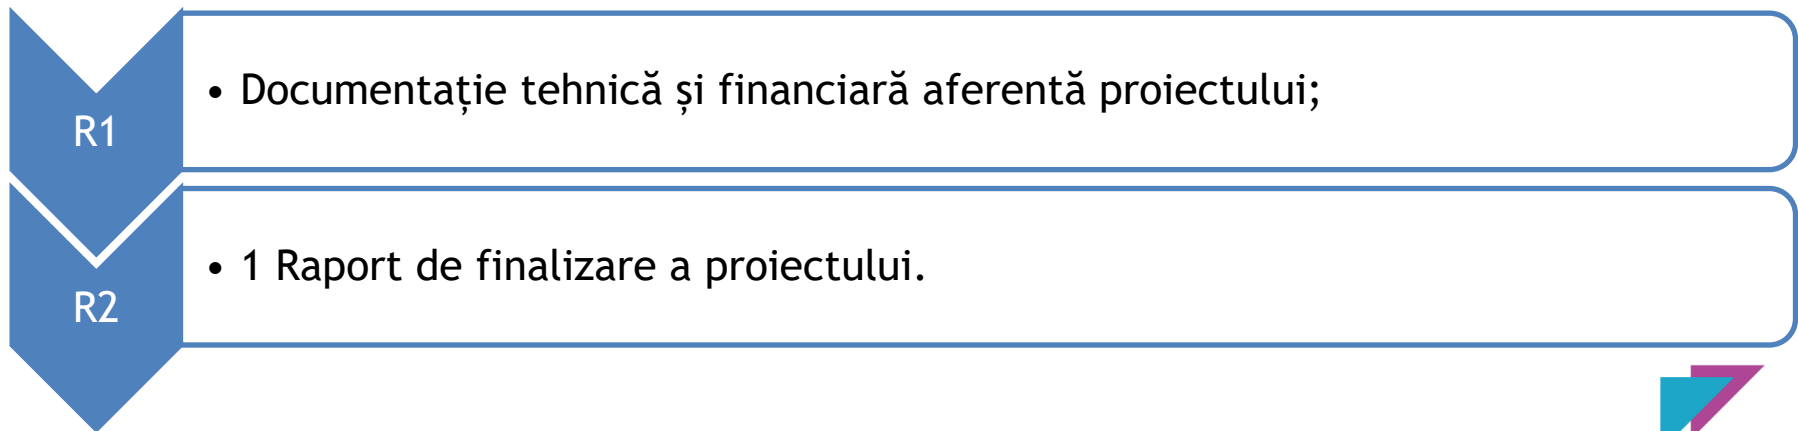 R1
• Documentație tehnică și financiară aferentă proiectului;
R2
• 1 Raport de finalizare a proiectului.